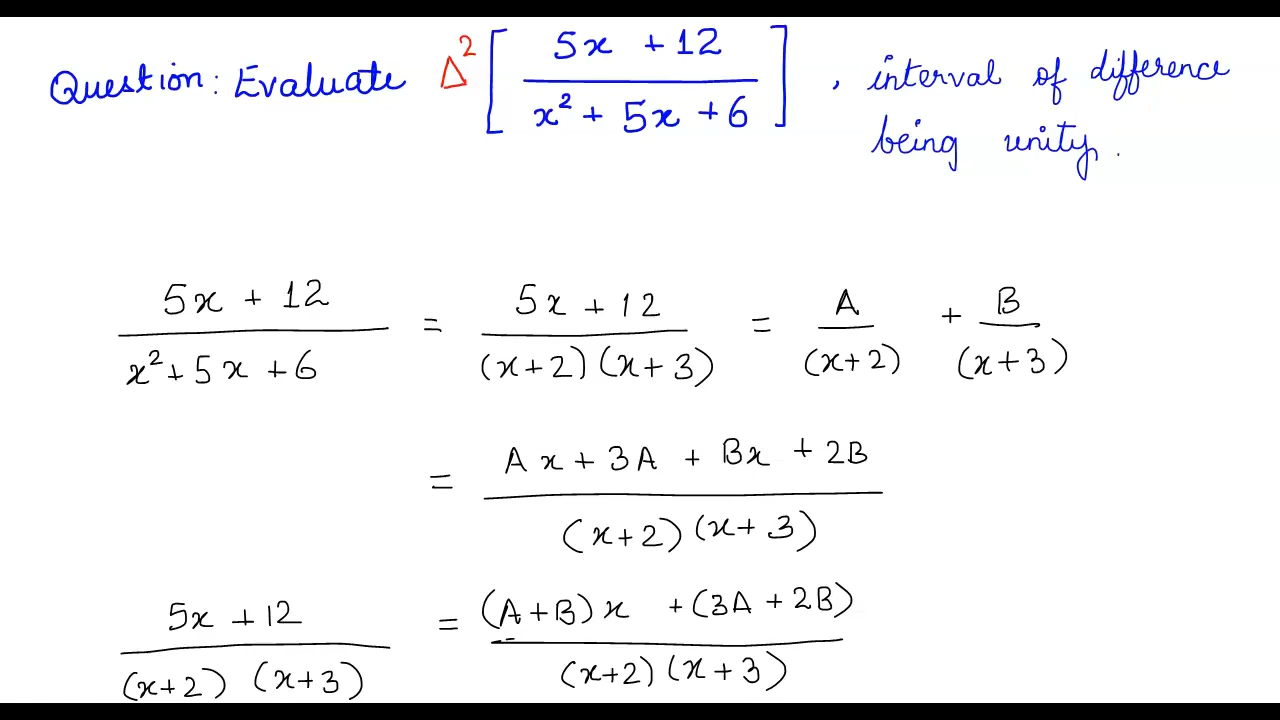 Question: Evaluate Δ² [ (5x + 12) / (x² + 5x + 6) ] , interval of difference
being unity.
(5x + 12) / (x² + 5x + 6) = (5x + 12) / ((x+2)(x+3)) = A / (x+2) + B / (x+3)
= (Ax + 3A + Bx + 2B) / ((x+2)(x+3))
(5x + 12) / ((x+2)(x+3)) = ((A+B)x + (3A + 2B)) / ((x+2)(x+3))